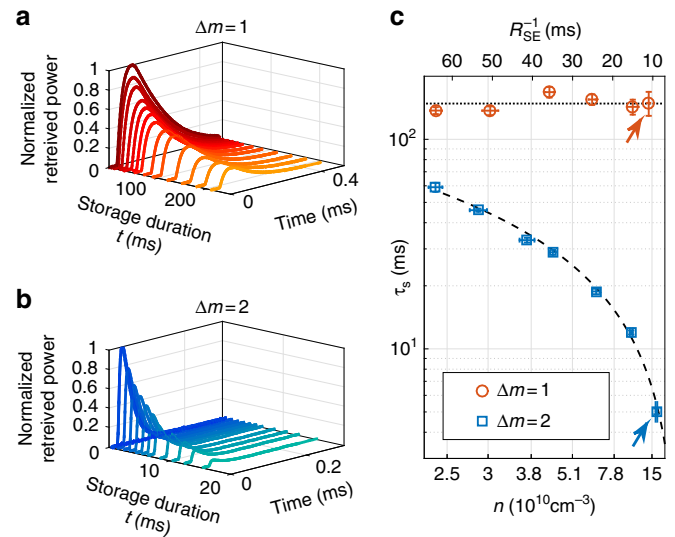 a
Δm=1
Normalized
retreived power
1
0.8
0.6
0.4
0.2
0
100
200
0
0.4
Storage duration
t (ms)
Time (ms)
b
Δm=2
Normalized
retreived power
1
0.8
0.6
0.4
0.2
0
10
20
0
0.2
Storage duration
t (ms)
Time (ms)
c
R_SE^−1 (ms)
60 50 40 30 20 10
10^2
10^1
τ_s (ms)
Δm=1
Δm=2
2.5 3 3.8 5.1 7.8 15
n (10^10 cm^−3)